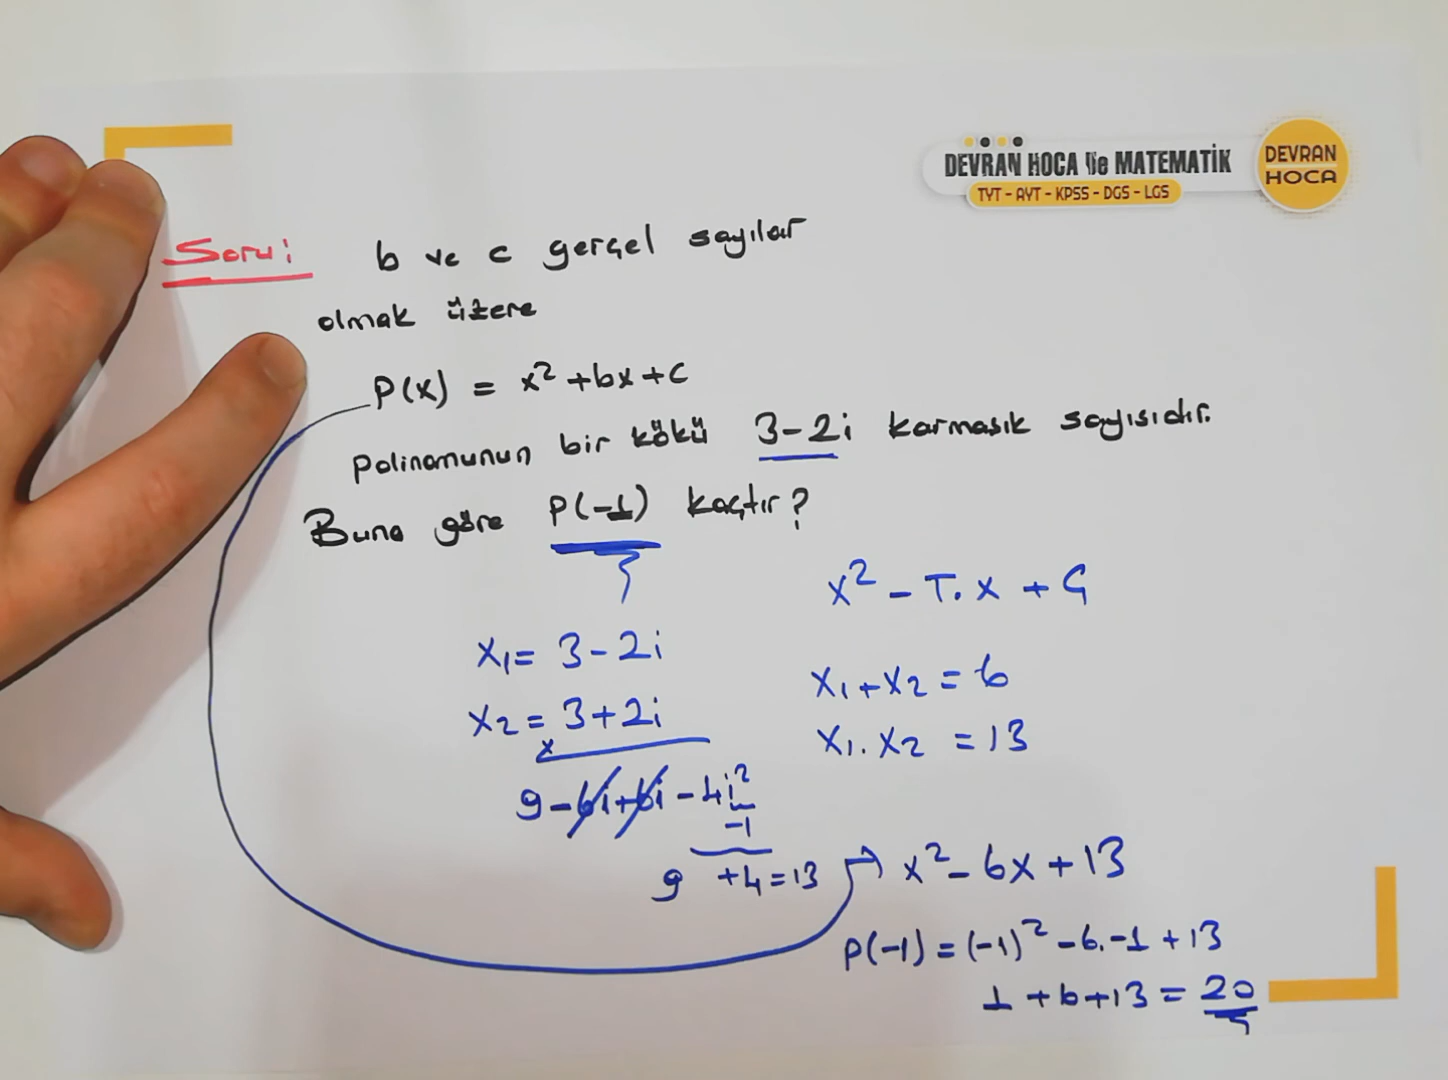 DEVRAN HOCA ile MATEMATİK
TYT - AYT - KPSS - DGS - LGS
DEVRAN
HOCA
Soru: b ve c gerçel sayılar
olmak üzere
P(x) = x² + bx + c
Polinomunun bir kökü 3-2i karmaşık sayısıdır.
Buna göre P(-1) kaçtır?
x² - T.x + Ç
x₁ = 3-2i
x₂ = 3+2i
x
x₁+x₂ = 6
x₁.x₂ = 13
9-6i+6i-4i²
-1
9 +4=13
x²-6x+13
P(-1) = (-1)² -6.-1 +13
1+6+13 = 20